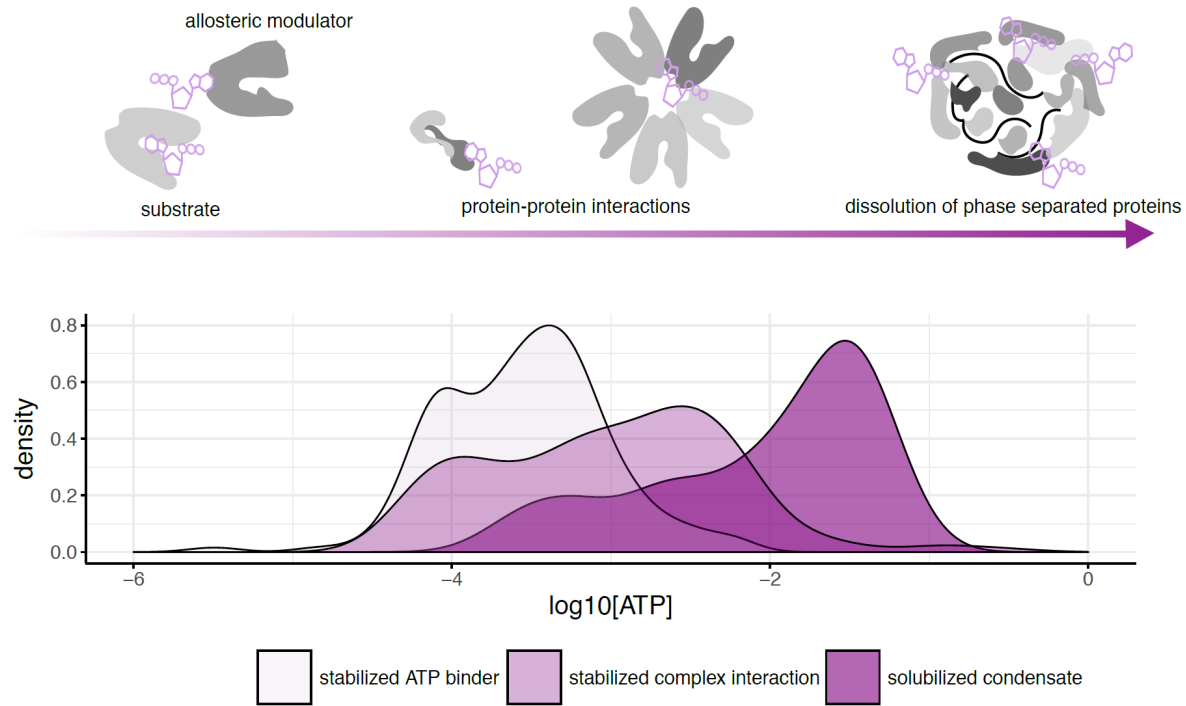 allosteric modulator
substrate
protein-protein interactions
dissolution of phase separated proteins
0.8
0.6
0.4
0.2
0.0
density
−6
−4
−2
0
log10[ATP]
stabilized ATP binder
stabilized complex interaction
solubilized condensate